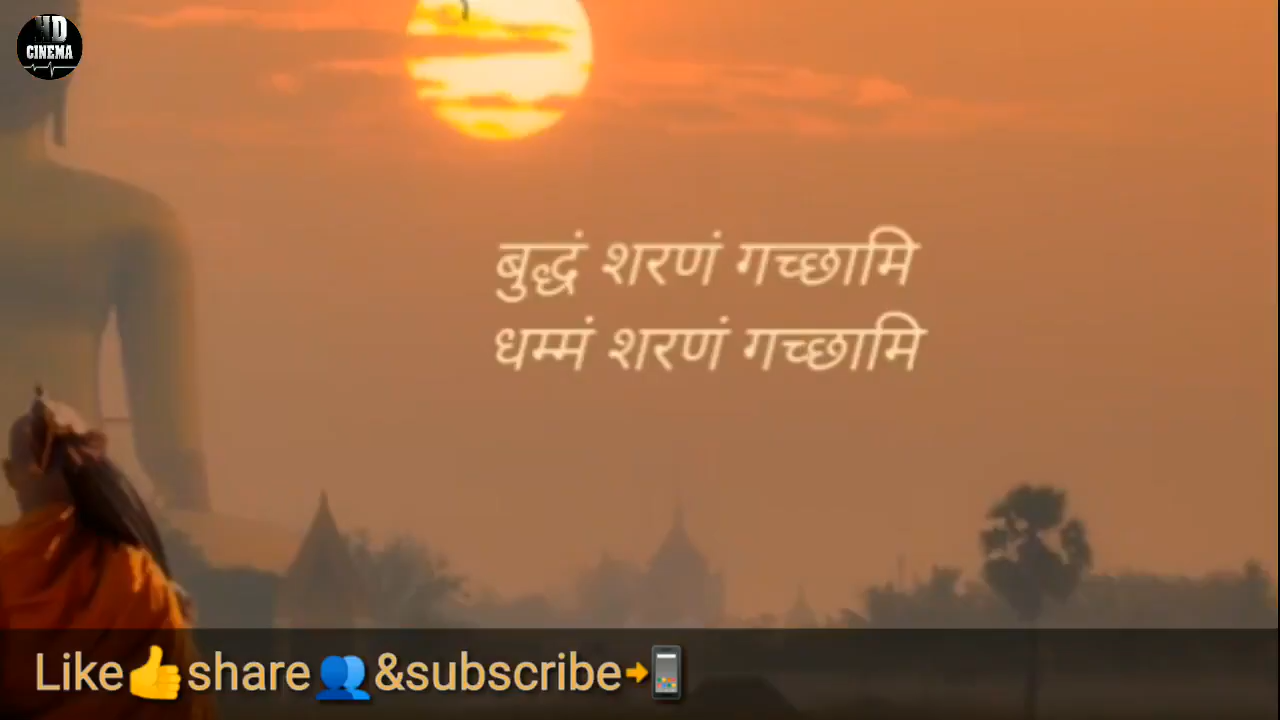 HD
CINEMA
बुद्धं शरणं गच्छामि
धम्मं शरणं गच्छामि
Like👍share👥&subscribe➜📱